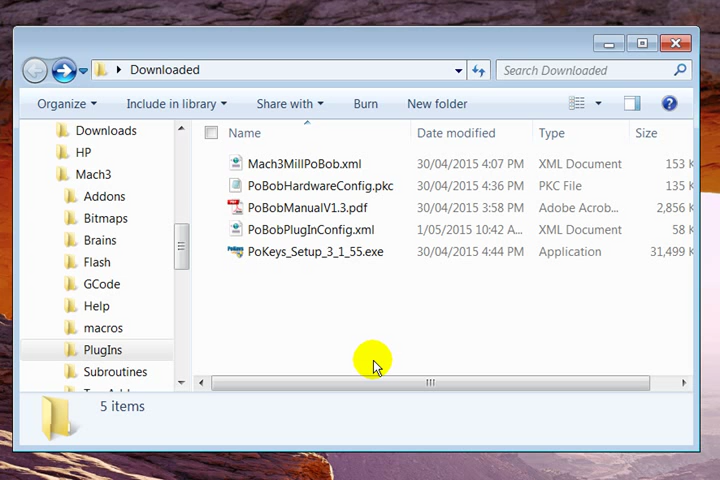 Downloaded
Search Downloaded
Organize Include in library Share with Burn New folder
Downloads
HP
Mach3
Addons
Bitmaps
Brains
Flash
GCode
Help
macros
PlugIns
Subroutines
Name Date modified Type Size
Mach3MillPoBob.xml 30/04/2015 4:07 PM XML Document 153 K
PoBobHardwareConfig.pkc 30/04/2015 4:36 PM PKC File 135 K
PoBobManualV1.3.pdf 30/04/2015 3:58 PM Adobe Acrob... 2,856 K
PoBobPlugInConfig.xml 1/05/2015 10:42 A... XML Document 58 K
PoKeys_Setup_3_1_55.exe 30/04/2015 4:44 PM Application 31,499 K
5 items